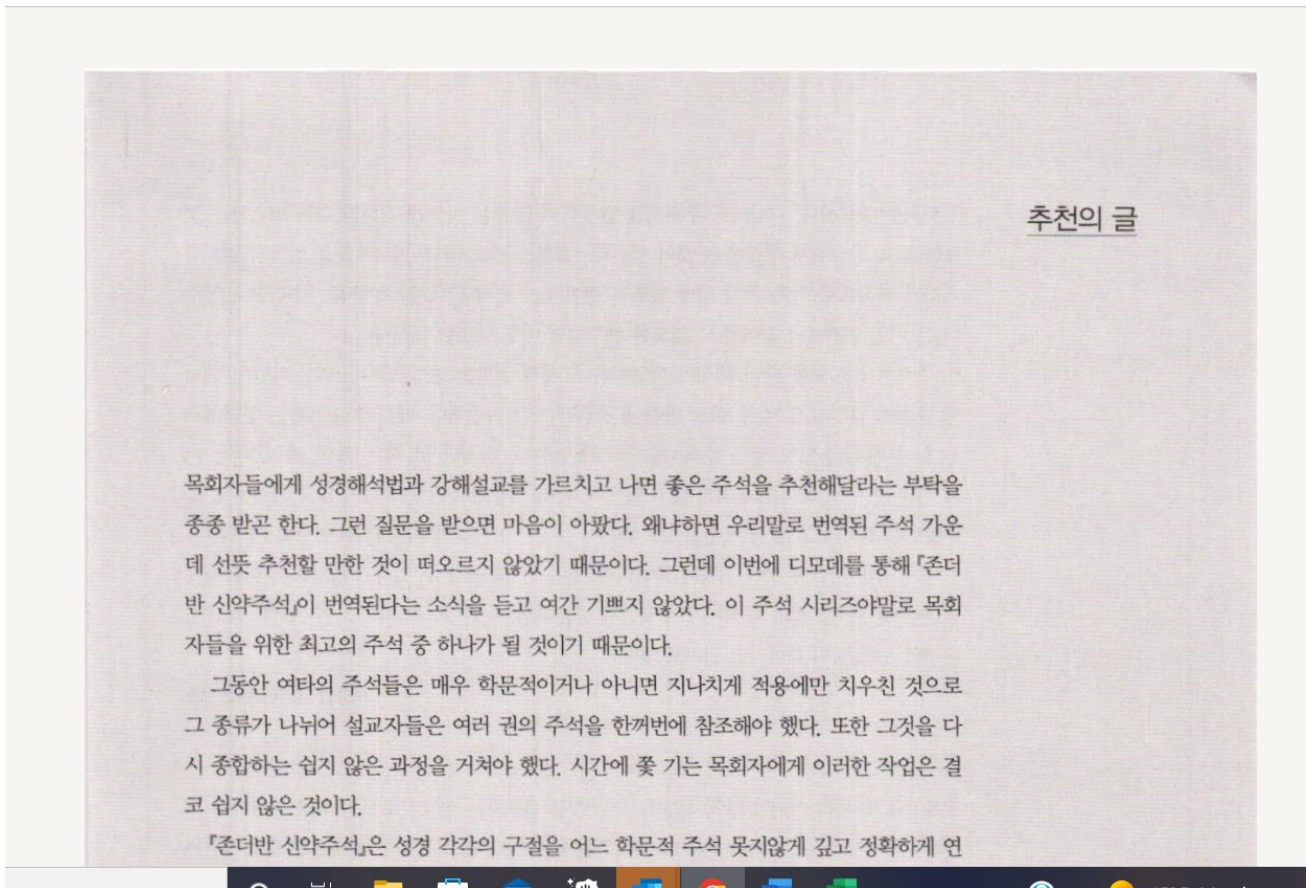 추천의 글
목회자들에게 성경해석법과 강해설교를 가르치고 나면 좋은 주석을 추천해달라는 부탁을
종종 받곤 한다. 그런 질문을 받으면 마음이 아팠다. 왜냐하면 우리말로 번역된 주석 가운
데 선뜻 추천할 만한 것이 떠오르지 않았기 때문이다. 그런데 이번에 디모데를 통해 『존더
반 신약주석』이 번역된다는 소식을 듣고 여간 기쁘지 않았다. 이 주석 시리즈야말로 목회
자들을 위한 최고의 주석 중 하나가 될 것이기 때문이다.
그동안 여타의 주석들은 매우 학문적이거나 아니면 지나치게 적용에만 치우친 것으로
그 종류가 나뉘어 설교자들은 여러 권의 주석을 한꺼번에 참조해야 했다. 또한 그것을 다
시 종합하는 쉽지 않은 과정을 거쳐야 했다. 시간에 쫓 기는 목회자에게 이러한 작업은 결
코 쉽지 않은 것이다.
『존더반 신약주석』은 성경 각각의 구절을 어느 학문적 주석 못지않게 깊고 정확하게 연